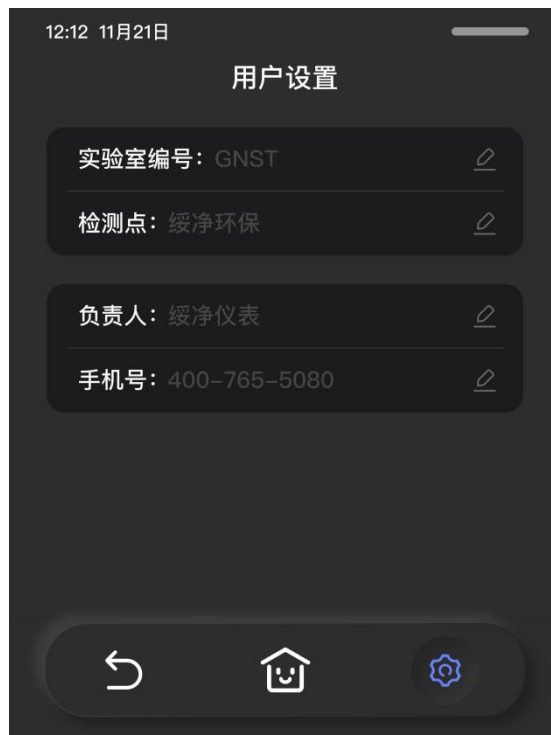 12:12 11月21日
用户设置
实验室编号：GNST
检测点：绥净环保
负责人：绥净仪表
手机号：400-765-5080